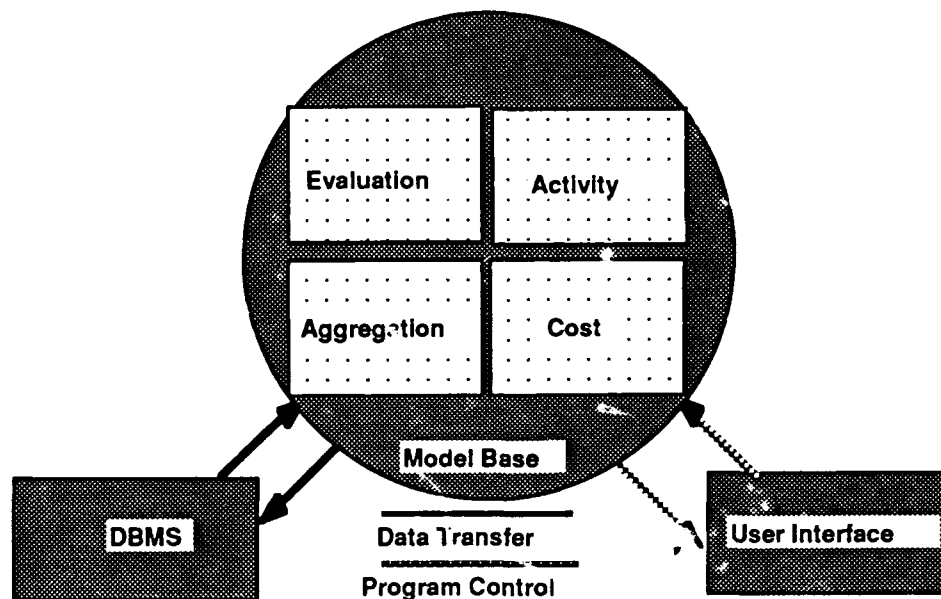 Evaluation
Activity
Aggregation
Cost
Model Base
DBMS
Data Transfer
User Interface
Program Control